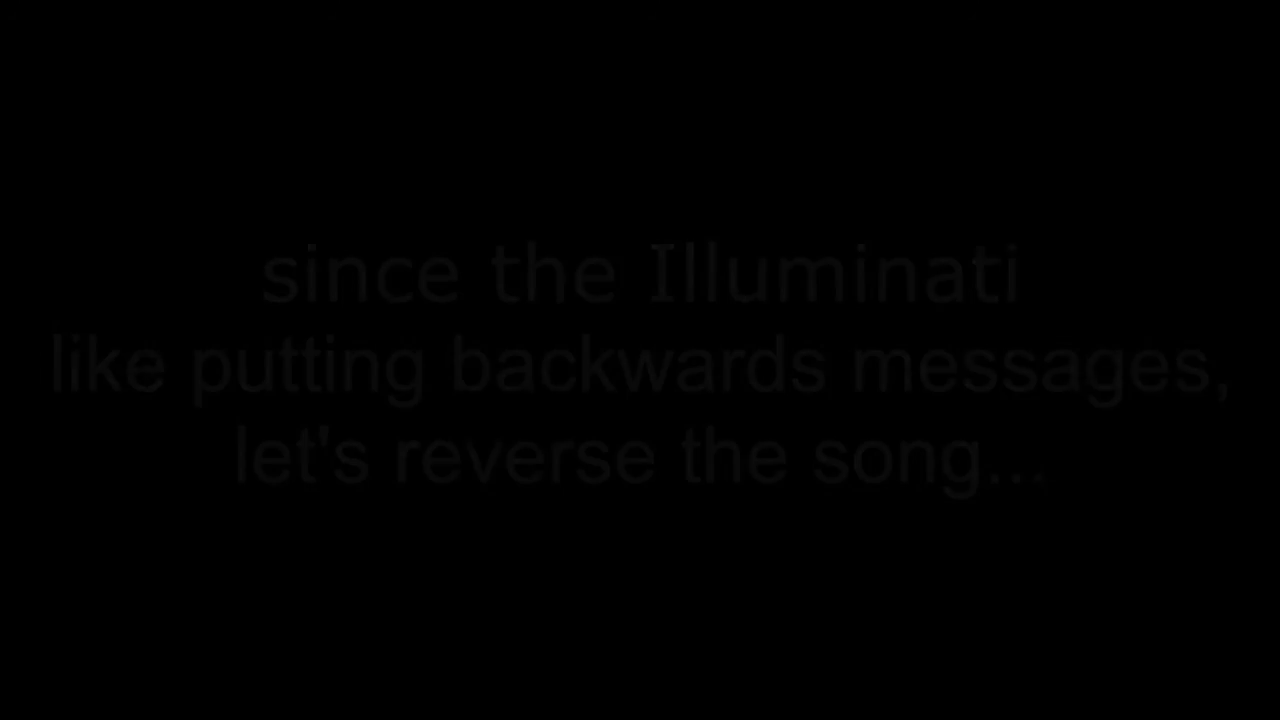 since the Illuminati
like putting backwards messages,
let's reverse the song...